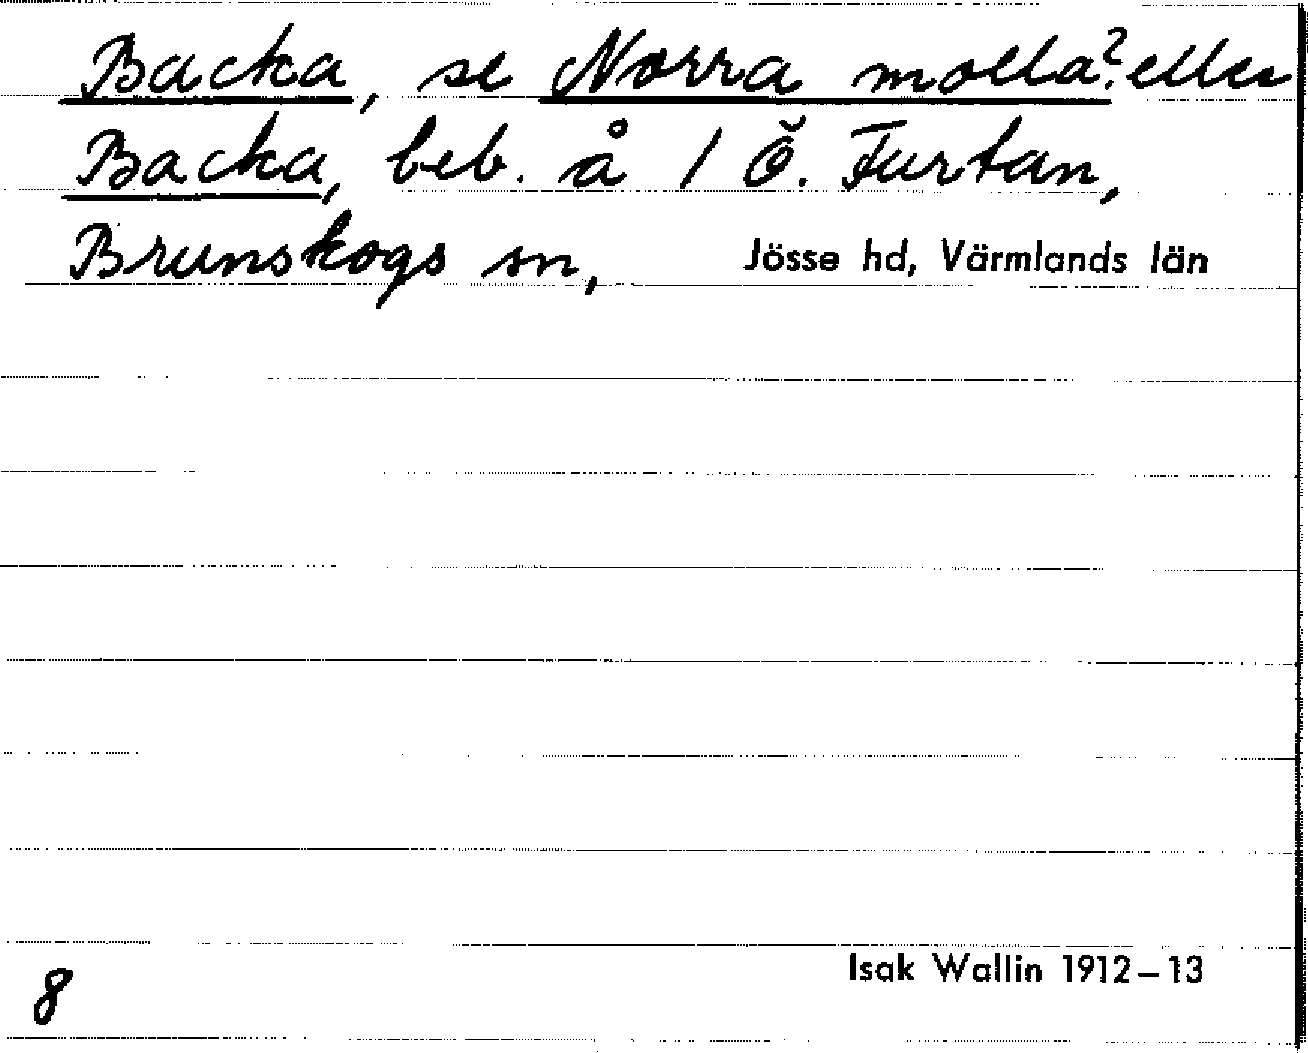 Backa, se Norra molla? eller
Backa, beb. å 1 Ö. Furtan,
Brunskogs sn, Jösse hd, Värmlands län
Isak Wallin 1912–13
8